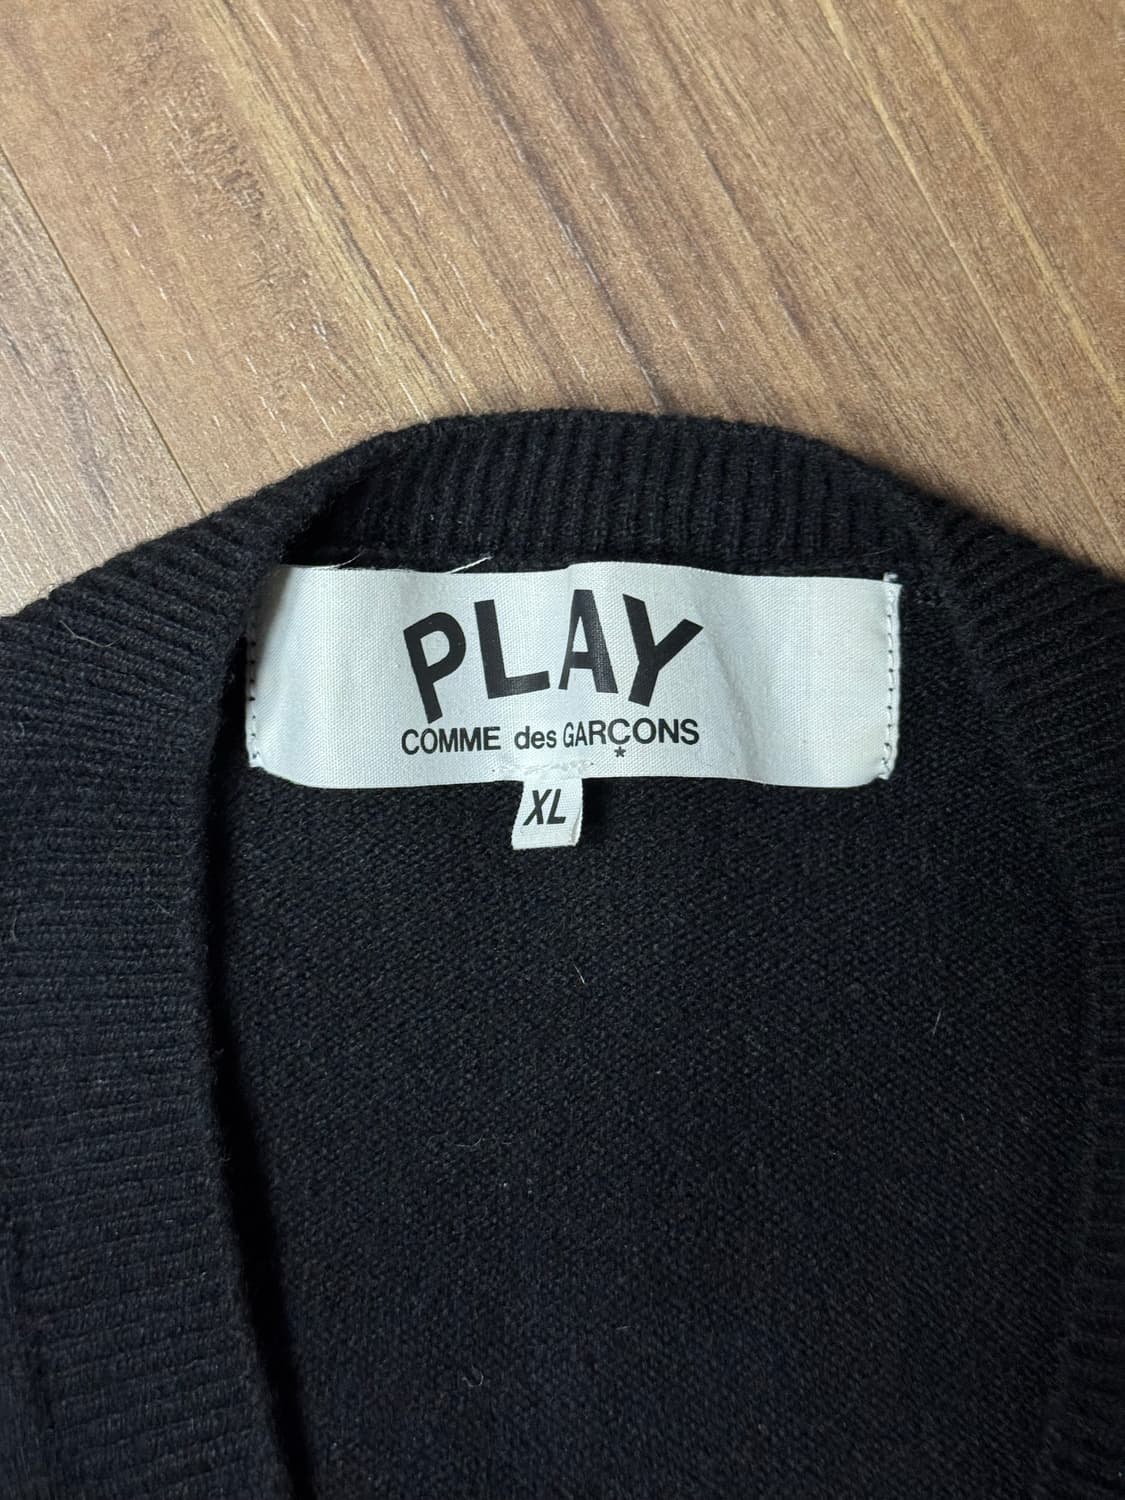 PLAY
COMME des GARÇONS
*
XL